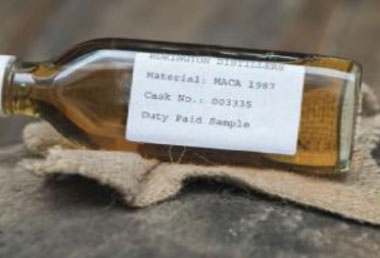 EDRINGTON DISTILLERS
Material: MACA 1987
Cask No.: 003335
Duty Paid Sample